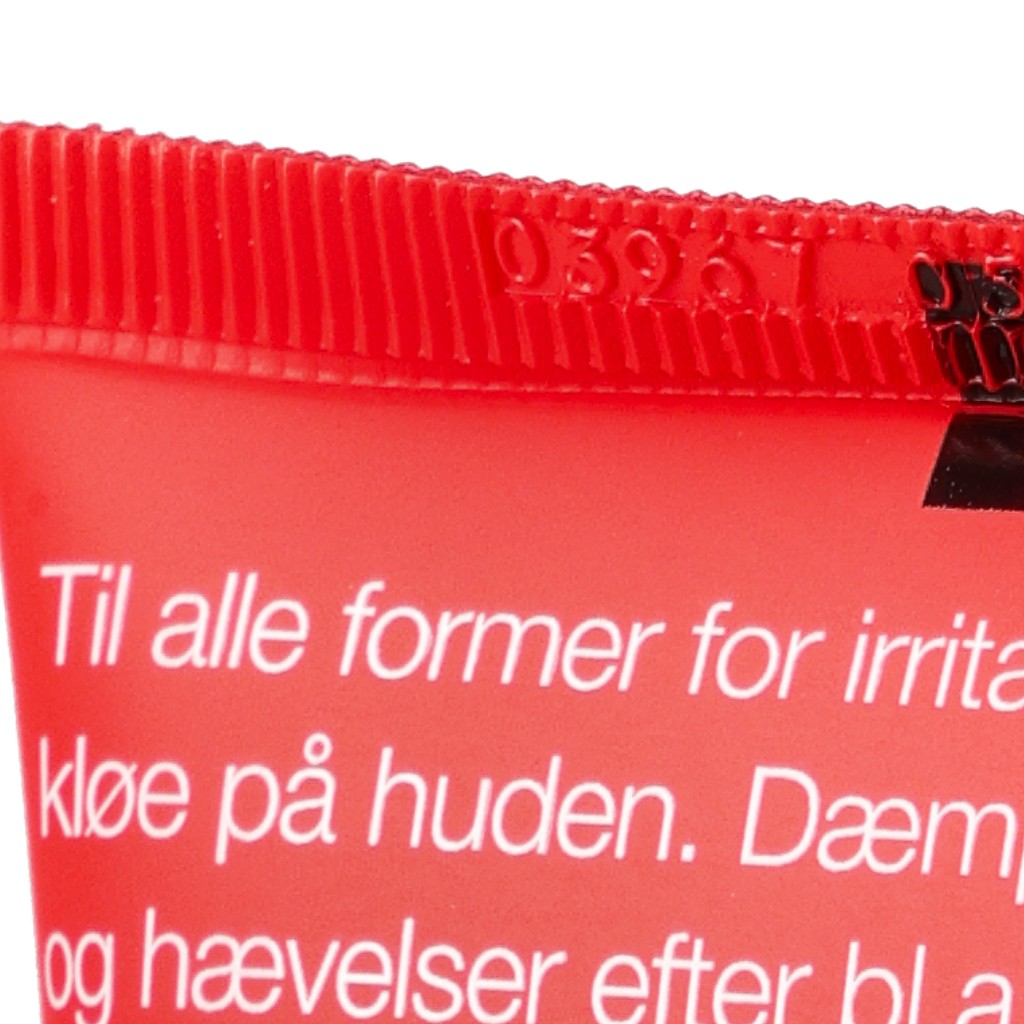 03961
Til alle former for irrita
kløe på huden. Dæmp
og hævelser efter bl a